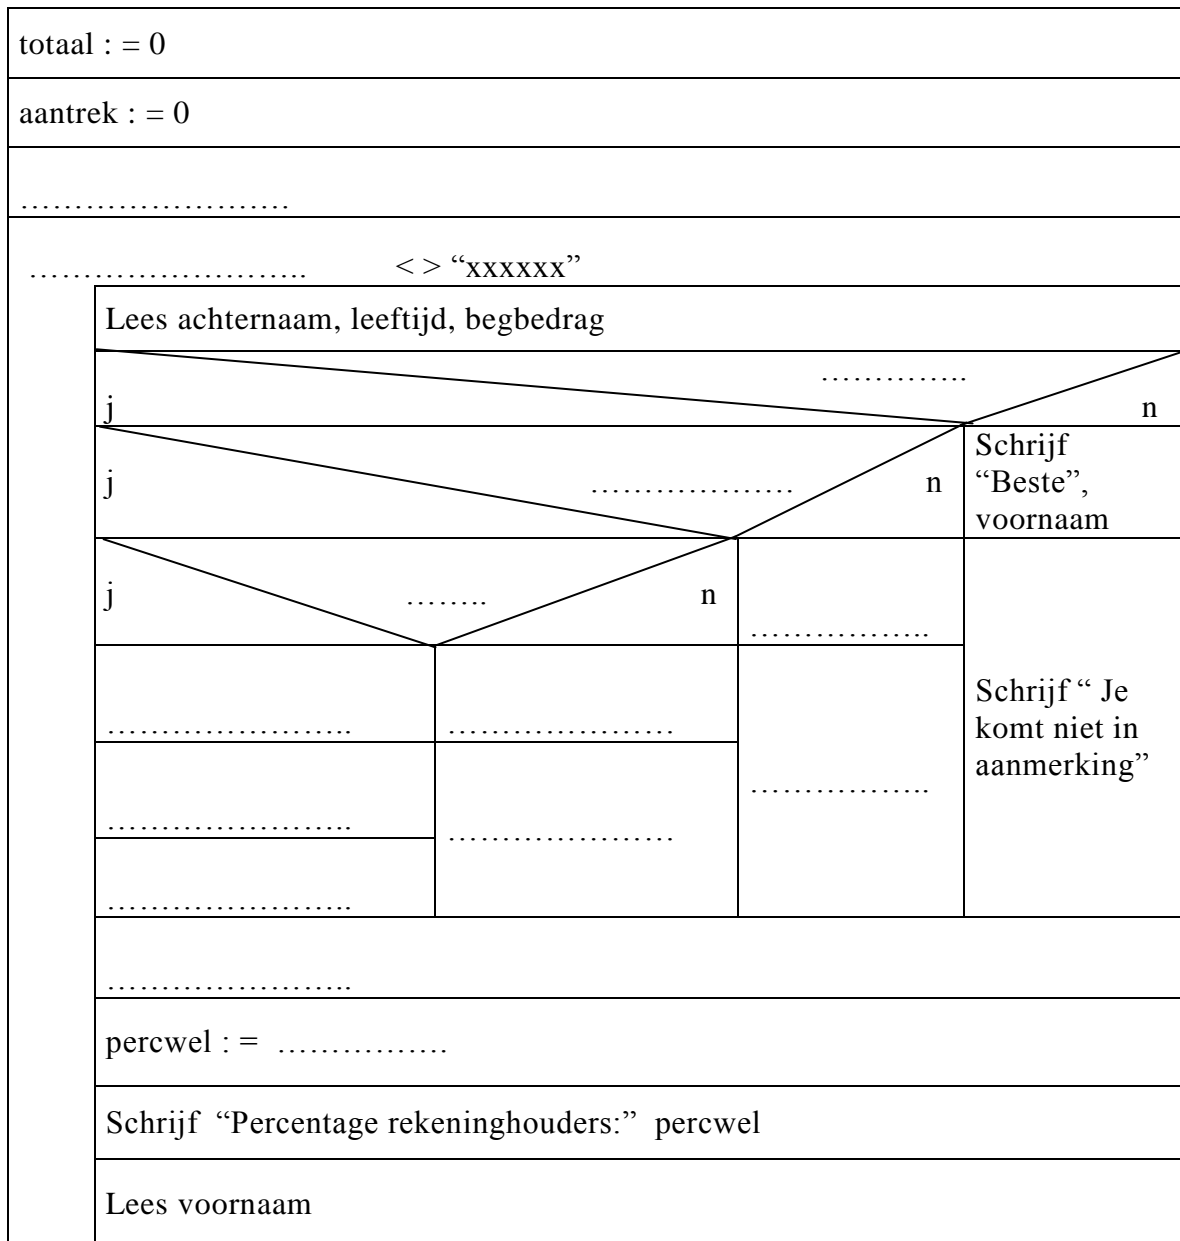 totaal : = 0
aantrek : = 0
…………………….
…………………….. < > “xxxxxx”
Lees achternaam, leeftijd, begbedrag
…………..
j n
Schrijf
“Beste”,
voornaam
j ………………. n
j …….. n
……………..
Schrijf “ Je
komt niet in
aanmerking”
………………….. …………………
……………..
…………………..
…………………
…………………..
…………………..
percwel : = …………….
Schrijf “Percentage rekeninghouders:” percwel
Lees voornaam